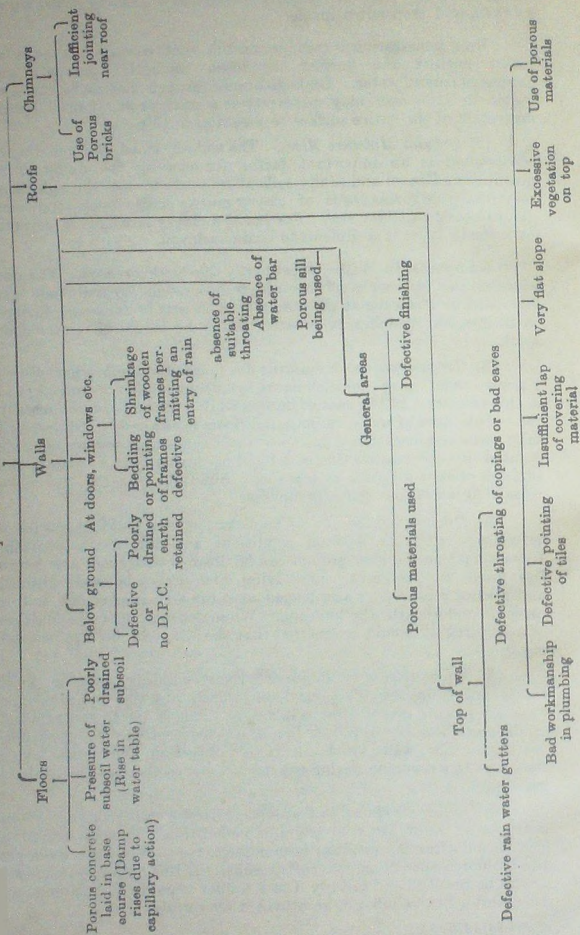 Floors
Walls
Roofs
Chimneys
Porous concrete
laid in base
course (Damp
rises due to
capillary action)
Pressure of
subsoil water
(Rise in
water table)
Poorly
drained
subsoil
Below ground
At doors, windows etc.
Use of
Porous
bricks
Inefficient
jointing
near roof
Defective
or
no D.P.C.
Poorly
drained
earth
retained
Bedding
or pointing
of frames
defective
Shrinkage
of wooden
frames per-
mitting an
entry of rain
absence of
suitable
throating
Absence of
water bar
Porous sill
being used—
General areas
Porous materials used
Defective finishing
Top of wall
Defective rain water gutters
Defective throating of copings or bad eaves
Bad workmanship
in plumbing
Defective pointing
of tiles
Insufficient lap
of covering
material
Very flat slope
Excessive
vegetation
on top
Use of porous
materials